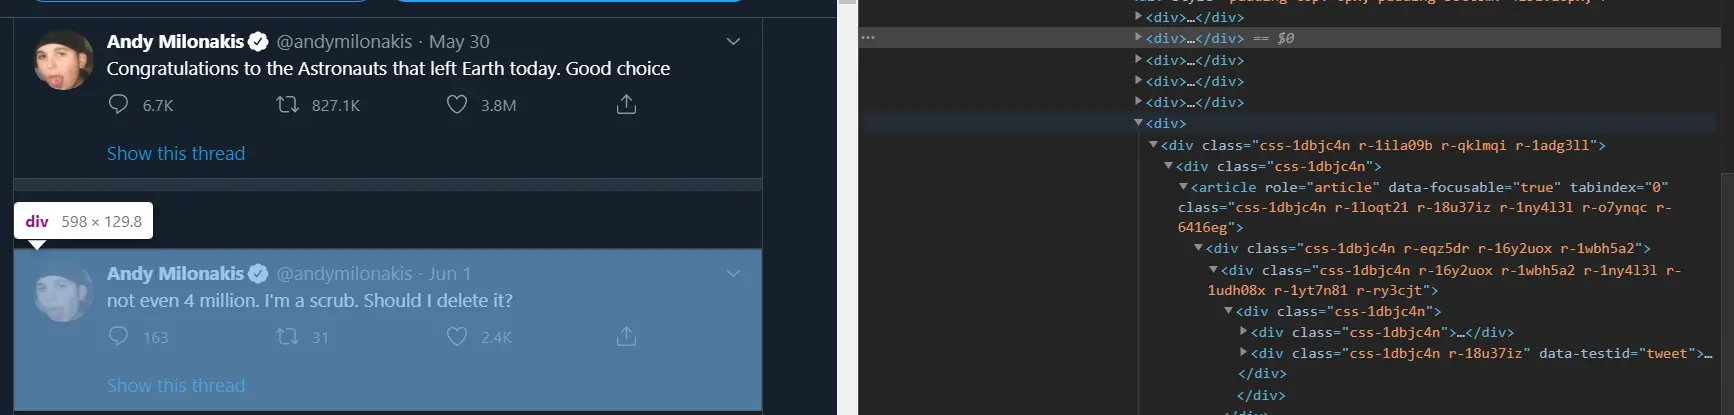 Andy Milonakis @andymilonakis · May 30
Congratulations to the Astronauts that left Earth today. Good choice
6.7K 827.1K 3.8M
Show this thread
div 598 × 129.8
Andy Milonakis @andymilonakis · Jun 1
not even 4 million. I'm a scrub. Should I delete it?
163 31 2.4K
Show this thread
<div>…</div>
… <div>…</div> == $0
<div>…</div>
<div>…</div>
<div>…</div>
<div>
<div class="css-1dbjc4n r-1ila09b r-qklmqi r-1adg3ll">
<div class="css-1dbjc4n">
<article role="article" data-focusable="true" tabindex="0"
class="css-1dbjc4n r-1loqt21 r-18u37iz r-1ny4l3l r-o7ynqc r-
6416eg">
<div class="css-1dbjc4n r-eqz5dr r-16y2uox r-1wbh5a2">
<div class="css-1dbjc4n r-16y2uox r-1wbh5a2 r-1ny4l3l r-
1udh08x r-1yt7n81 r-ry3cjt">
<div class="css-1dbjc4n">
<div class="css-1dbjc4n">…</div>
<div class="css-1dbjc4n r-18u37iz" data-testid="tweet">…
</div>
</div>